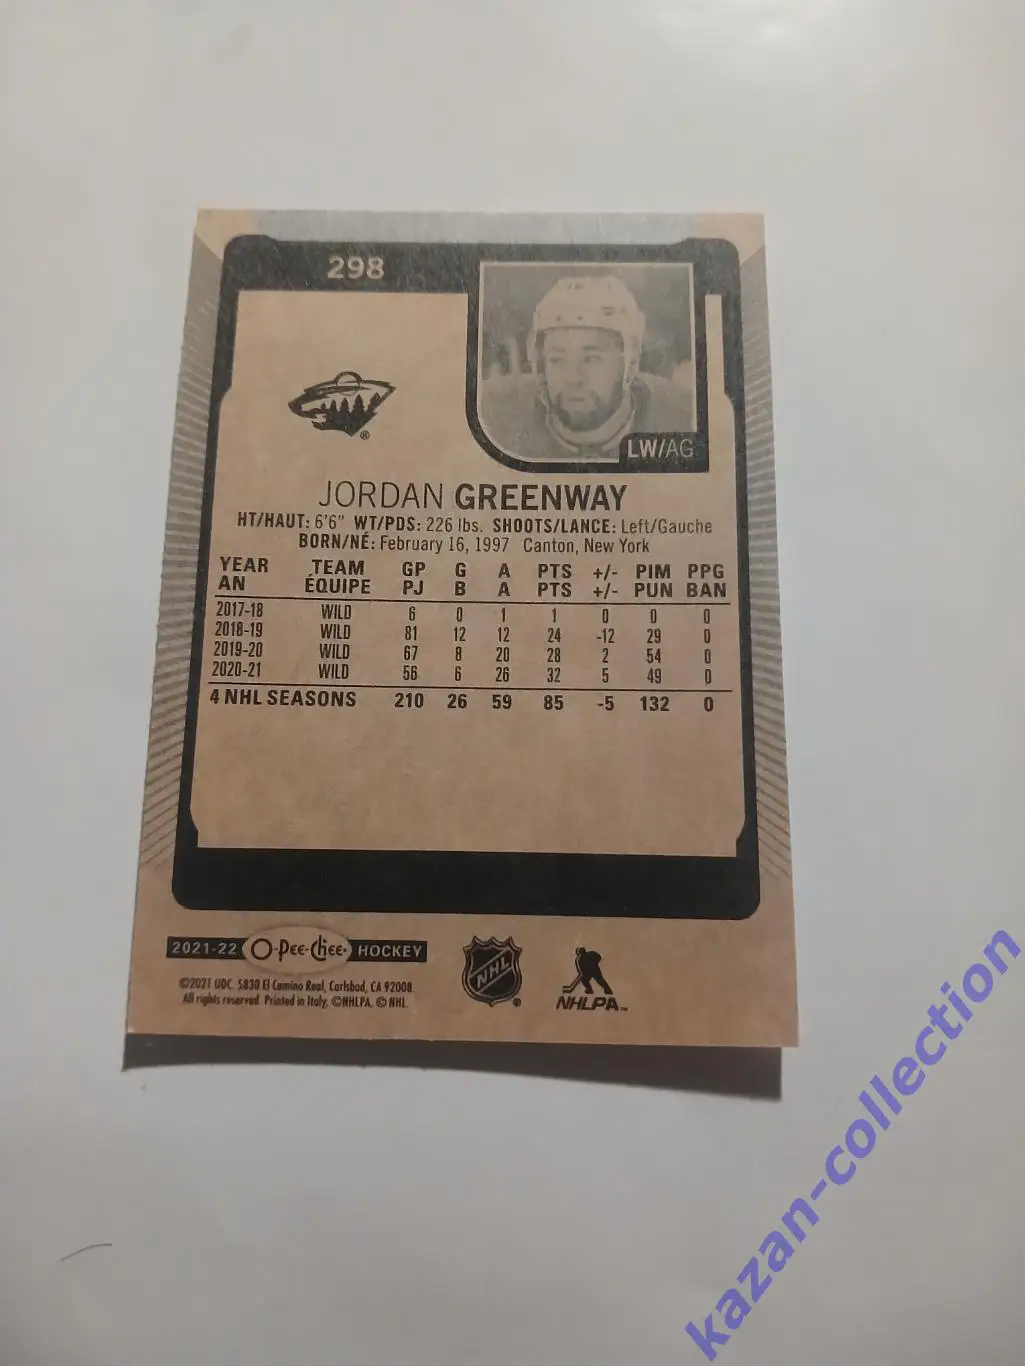 298
LW/AG
JORDAN GREENWAY
HT/HAUT: 6'6" WT/PDS: 226 lbs. SHOOTS/LANCE: Left/Gauche
BORN/NÉ: February 16, 1997 Canton, New York
YEAR TEAM GP G A PTS +/- PIM PPG
AN ÉQUIPE PJ B A PTS +/- PUN BAN
2017-18 WILD 6 0 1 1 0 0 0
2018-19 WILD 81 12 12 24 -12 29 0
2019-20 WILD 67 8 20 28 2 54 0
2020-21 WILD 56 6 26 32 5 49 0
4 NHL SEASONS 210 26 59 85 -5 132 0
2021-22 O-Pee-Chee HOCKEY
NHL ®
NHLPA™
©2021 UDC. 5830 El Camino Real, Carlsbad, CA 92008.
All rights reserved. Printed in Italy. ©NHLPA. © NHL.
kazan-collection